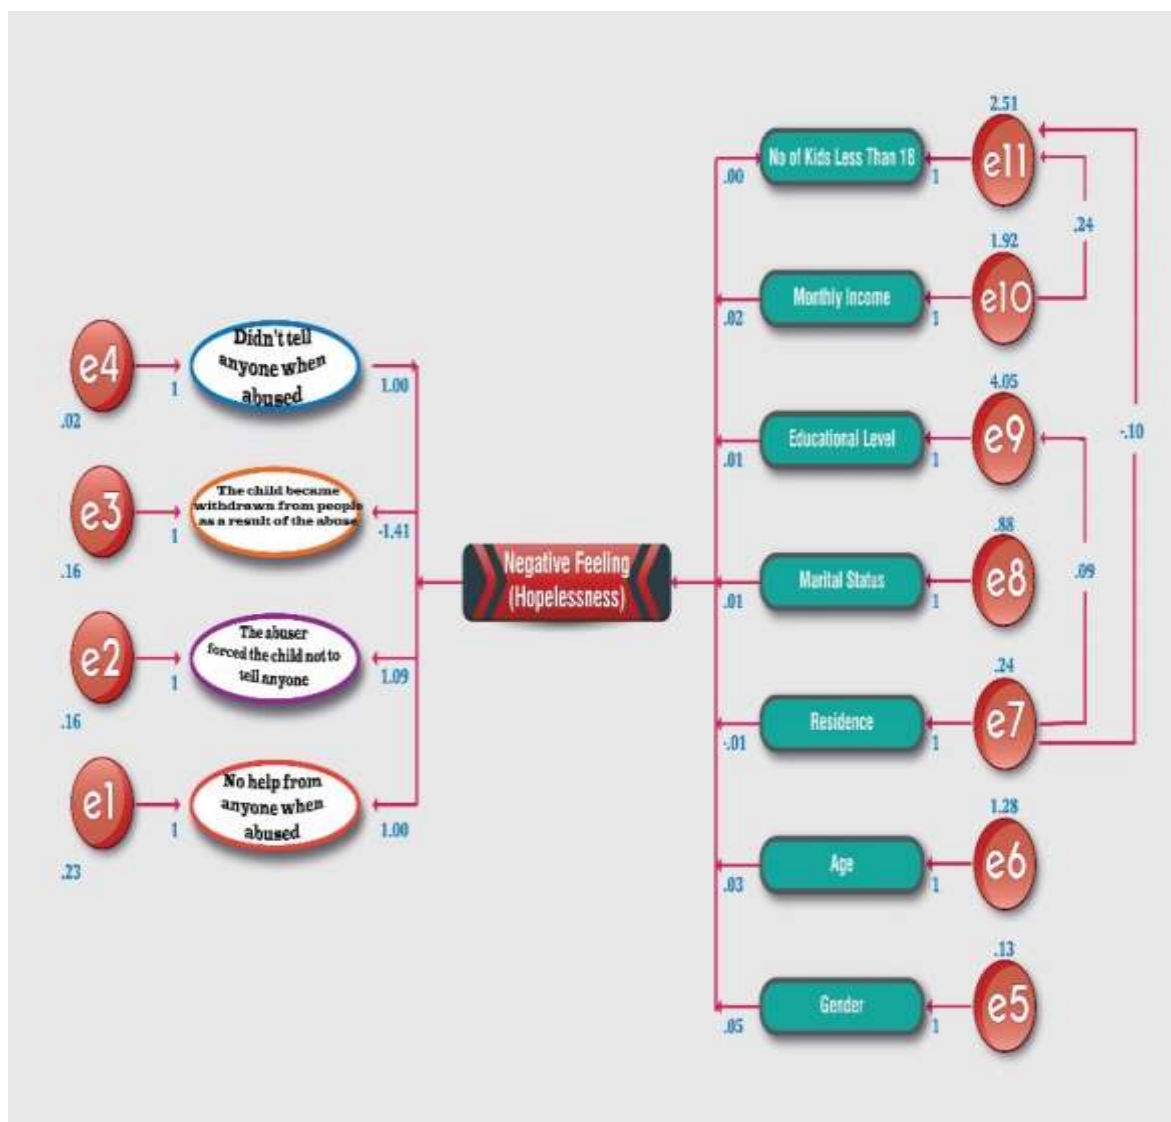 2.51
No of Kids Less Than 18
e11
.00
1
.24
1.92
Monthly Income
e10
.02
1
4.05
Educational Level
e9
.01
1
-.10
.88
Marital Status
e8
.01
1
.09
.24
Residence
e7
-.01
1
1.28
Age
e6
.03
1
.13
Gender
e5
.05
1
Negative Feeling
(Hopelessness)
e4
Didn't tell
anyone when
abused
1
1.00
.02
e3
The child became
withdrawn from people
as a result of the abuse
1
-1.41
.16
e2
The abuser
forced the child not to
tell anyone
1
1.09
.16
e1
No help from
anyone when
abused
1
1.00
.23